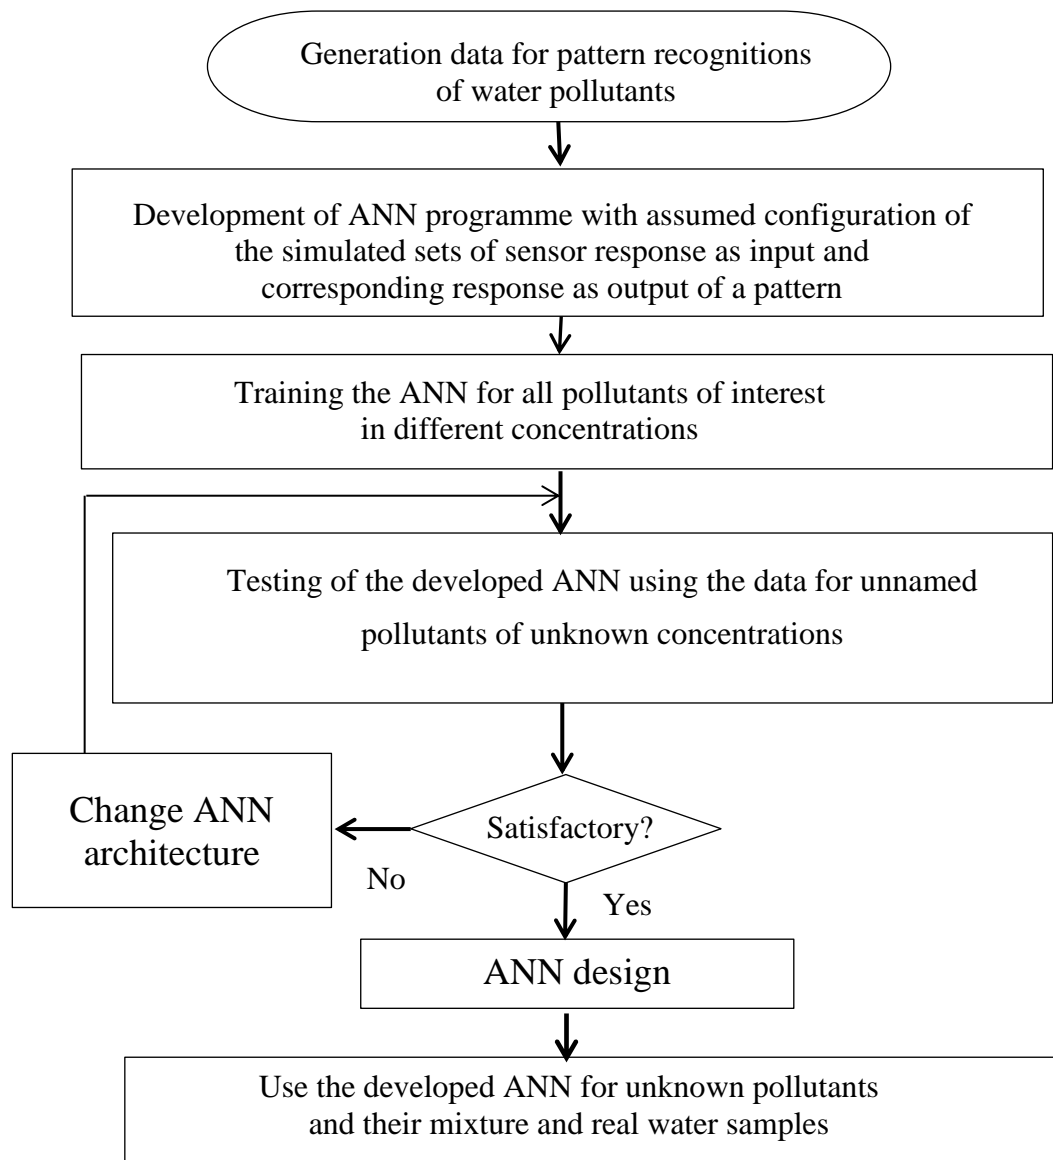 Generation data for pattern recognitions
of water pollutants
Development of ANN programme with assumed configuration of
the simulated sets of sensor response as input and
corresponding response as output of a pattern
Training the ANN for all pollutants of interest
in different concentrations
Testing of the developed ANN using the data for unnamed
pollutants of unknown concentrations
Satisfactory?
Change ANN
architecture
No
Yes
ANN design
Use the developed ANN for unknown pollutants
and their mixture and real water samples